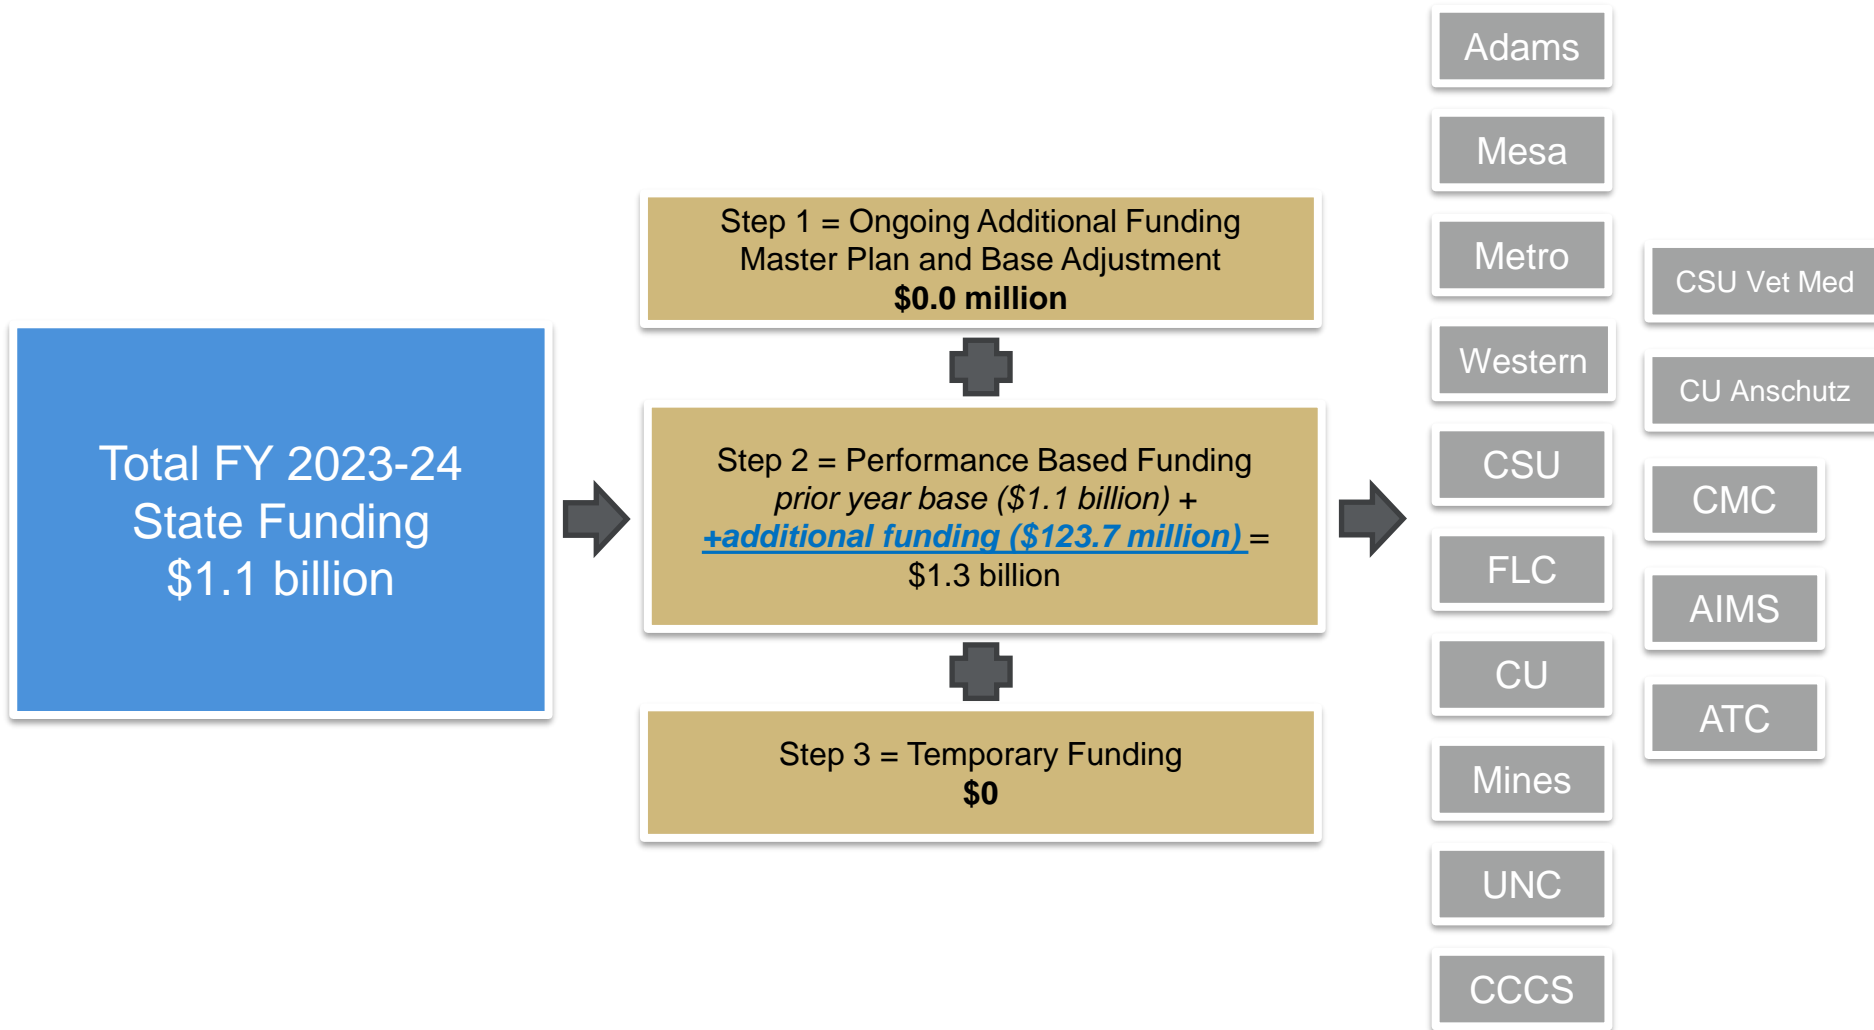 Total FY 2023-24
State Funding
$1.1 billion
Step 1 = Ongoing Additional Funding
Master Plan and Base Adjustment
$0.0 million
Step 2 = Performance Based Funding
prior year base ($1.1 billion) +
+additional funding ($123.7 million) =
$1.3 billion
Step 3 = Temporary Funding
$0
Adams
Mesa
Metro
Western
CSU
FLC
CU
Mines
UNC
CCCS
CSU Vet Med
CU Anschutz
CMC
AIMS
ATC